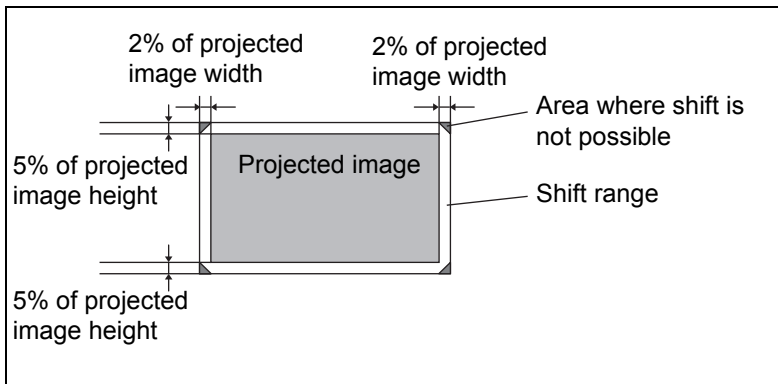 2% of projected
image width
2% of projected
image width
Area where shift is
not possible
5% of projected
image height
Projected image
Shift range
5% of projected
image height